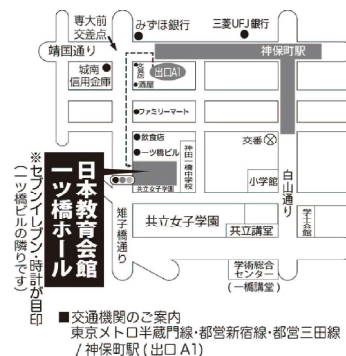 専大前
交差点
みずほ銀行
三菱UFJ銀行
靖国通り
神保町駅
城南
信用金庫
交番
出口A1
酒屋
ファミリーマート
飲食店
一ツ橋ビル
神田一橋中学校
交番
小学館
白山通り
共立女子学園
日本教育会館
一ツ橋ホール
※セブンイレブン・時計が目印
(一ツ橋ビルの隣りです)
雉子橋通り
共立女子学園
共立講堂
学士会館
学術総合
センター
(一橋講堂)
■交通機関のご案内
東京メトロ半蔵門線・都営新宿線・都営三田線
/ 神保町駅 ( 出口 A1)